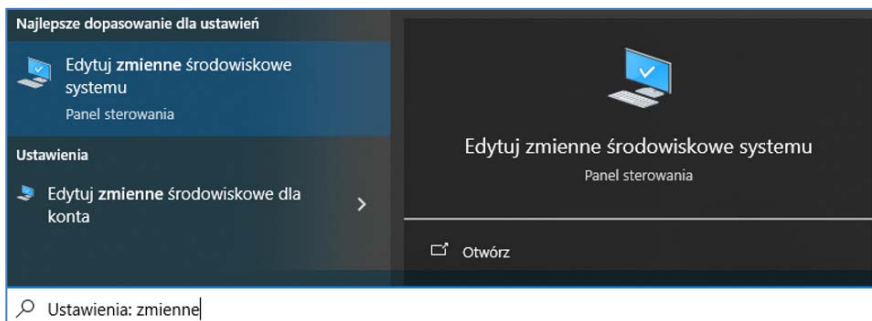 Najlepsze dopasowanie dla ustawień
Edytuj zmienne środowiskowe
systemu
Panel sterowania
Ustawienia
Edytuj zmienne środowiskowe dla
konta
Edytuj zmienne środowiskowe systemu
Panel sterowania
Otwórz
Ustawienia: zmienne